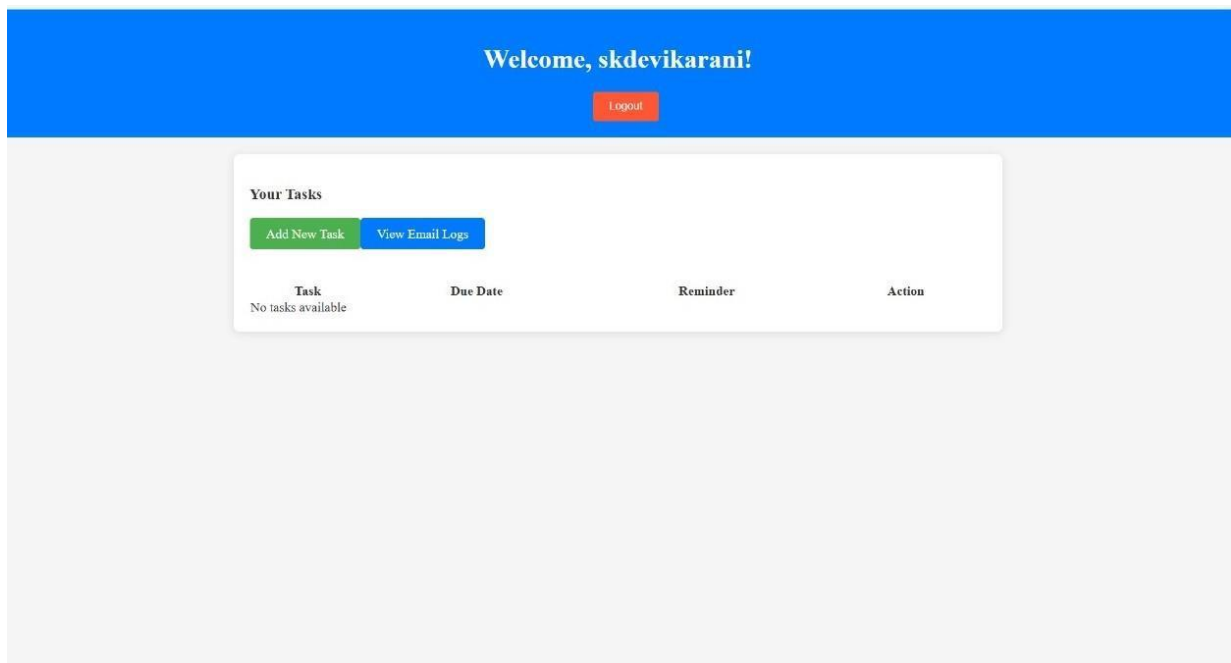 Welcome, skdevikarani!
Logout
Your Tasks
Add New Task View Email Logs
Task Due Date Reminder Action
No tasks available